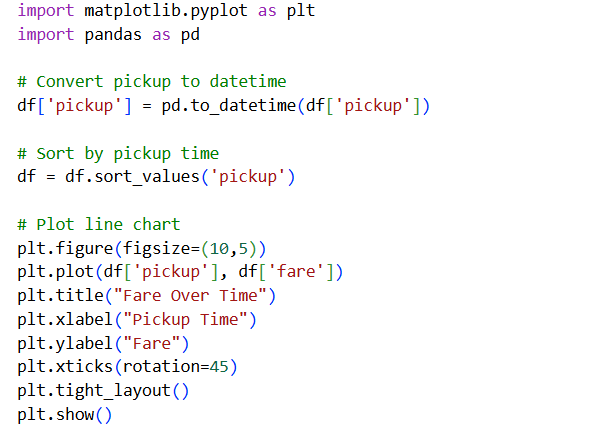 import matplotlib.pyplot as plt
import pandas as pd
# Convert pickup to datetime
df['pickup'] = pd.to_datetime(df['pickup'])
# Sort by pickup time
df = df.sort_values('pickup')
# Plot line chart
plt.figure(figsize=(10,5))
plt.plot(df['pickup'], df['fare'])
plt.title("Fare Over Time")
plt.xlabel("Pickup Time")
plt.ylabel("Fare")
plt.xticks(rotation=45)
plt.tight_layout()
plt.show()